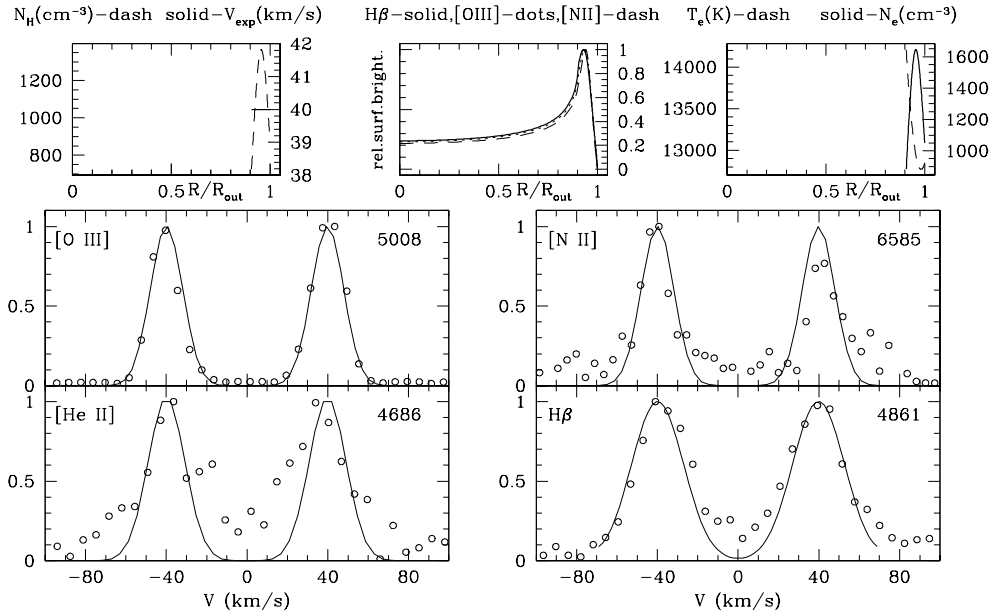 N_H(cm⁻³)-dash solid-V_exp(km/s)
Hβ-solid,[OIII]-dots,[NII]-dash
T_e(K)-dash solid-N_e(cm⁻³)
1200
1000
800
42
41
40
39
38
0 0.5 1
R/R_out
rel.surf.bright.
1
0.8
0.6
0.4
0.2
0
0 0.5 1
R/R_out
14000
13500
13000
1600
1400
1200
1000
0 0.5 1
R/R_out
[O III] 5008
1
0.5
0
[N II] 6585
1
0.5
0
[He II] 4686
1
0.5
0
-80 -40 0 40 80
V (km/s)
Hβ 4861
1
0.5
0
-80 -40 0 40 80
V (km/s)